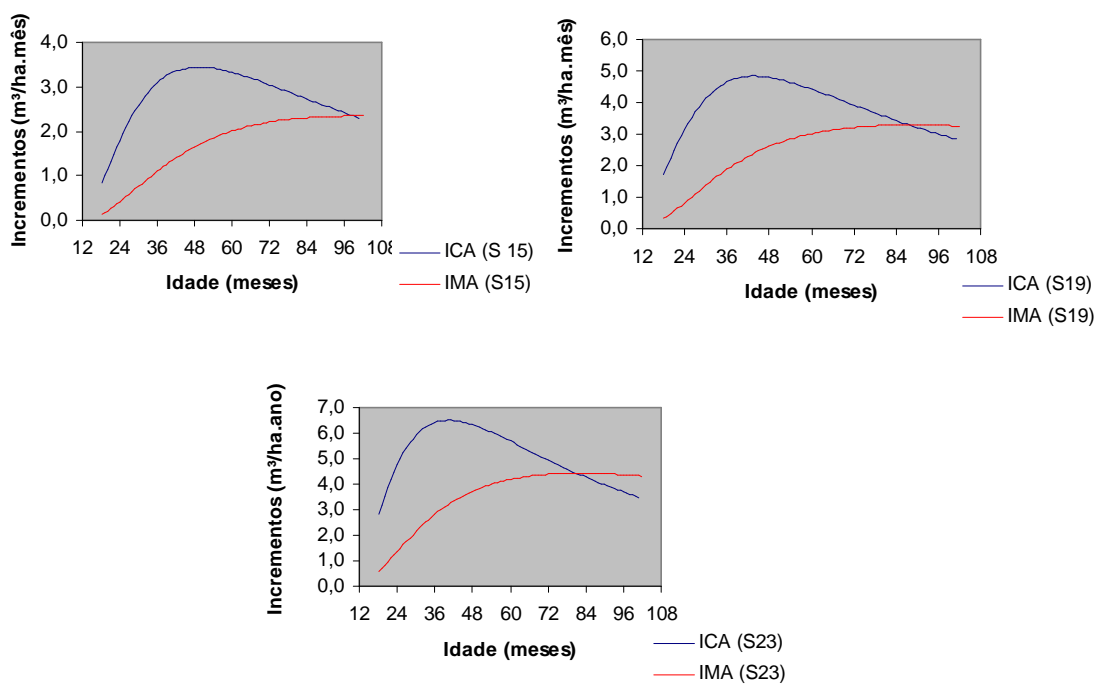 Incrementos (m³/ha.mês)
4,0
3,0
2,0
1,0
0,0
12 24 36 48 60 72 84 96 108
Idade (meses)
ICA (S 15)
IMA (S15)
Incrementos (m³/ha.mês)
6,0
5,0
4,0
3,0
2,0
1,0
0,0
12 24 36 48 60 72 84 96 108
Idade (meses)
ICA (S19)
IMA (S19)
Incrementos (m³/ha.ano)
7,0
6,0
5,0
4,0
3,0
2,0
1,0
0,0
12 24 36 48 60 72 84 96 108
Idade (meses)
ICA (S23)
IMA (S23)